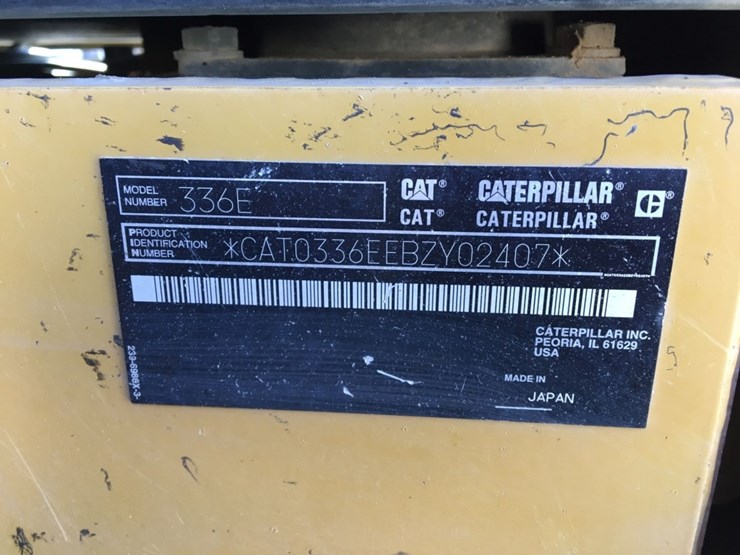 MODEL NUMBER 336E
CAT® CATERPILLAR® C®
CAT® CATERPILLAR®
PRODUCT IDENTIFICATION NUMBER *CAT0336EEBZY02407*
CATERPILLAR INC.
PEORIA, IL 61629
USA
MADE IN
JAPAN